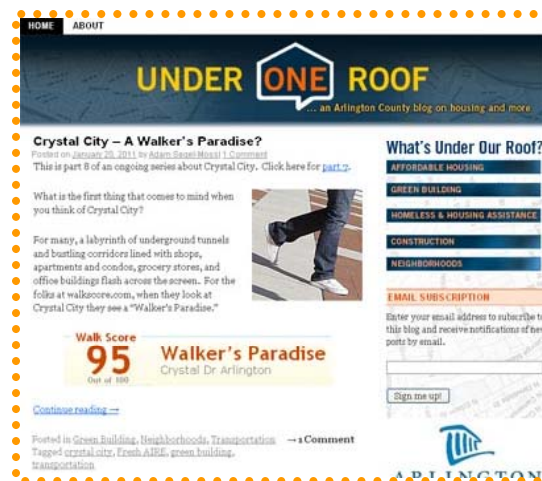 HOME ABOUT
UNDER ONE ROOF
... an Arlington County blog on housing and more
Crystal City – A Walker's Paradise?
Posted on January 20, 2011 by Adam Segel-Moss | 1 Comment
This is part 8 of an ongoing series about Crystal City. Click here for part 7.
What is the first thing that comes to mind when
you think of Crystal City?
For many, a labyrinth of underground tunnels
and bustling corridors lined with shops,
apartments and condos, grocery stores, and
office buildings flash across the screen. For the
folks at walkscore.com, when they look at
Crystal City they see a "Walker's Paradise."
Walk Score
95
Out of 100
Walker's Paradise
Crystal Dr Arlington
Continue reading →
Posted in Green Building, Neighborhoods, Transportation → 1 Comment
Tagged crystal city, Fresh AIRE, green building,
transportation
What's Under Our Roof?
AFFORDABLE HOUSING
GREEN BUILDING
HOMELESS & HOUSING ASSISTANCE
CONSTRUCTION
NEIGHBORHOODS
EMAIL SUBSCRIPTION
Enter your email address to subscribe to
this blog and receive notifications of new
posts by email.
Sign me up!
ARLINGTON